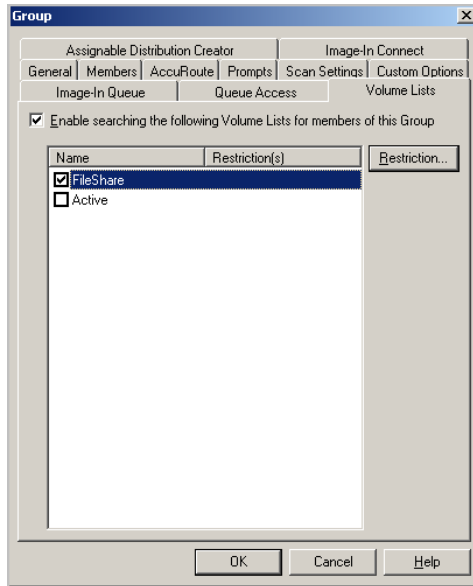 Group
Assignable Distribution Creator Image-In Connect
General Members AccuRoute Prompts Scan Settings Custom Options
Image-In Queue Queue Access Volume Lists
Enable searching the following Volume Lists for members of this Group
Name Restriction(s) Restriction...
FileShare
Active
OK Cancel Help